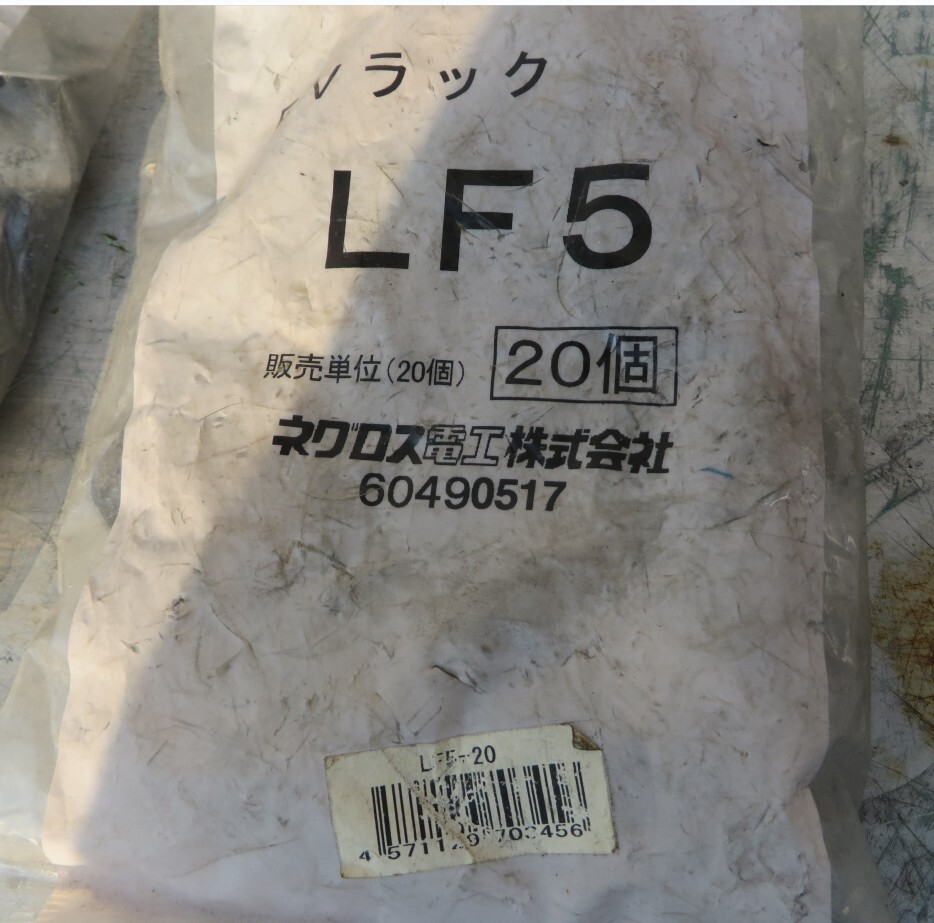 ラック
LF5
販売単位(20個) 20個
ネグロス電工株式会社
60490517